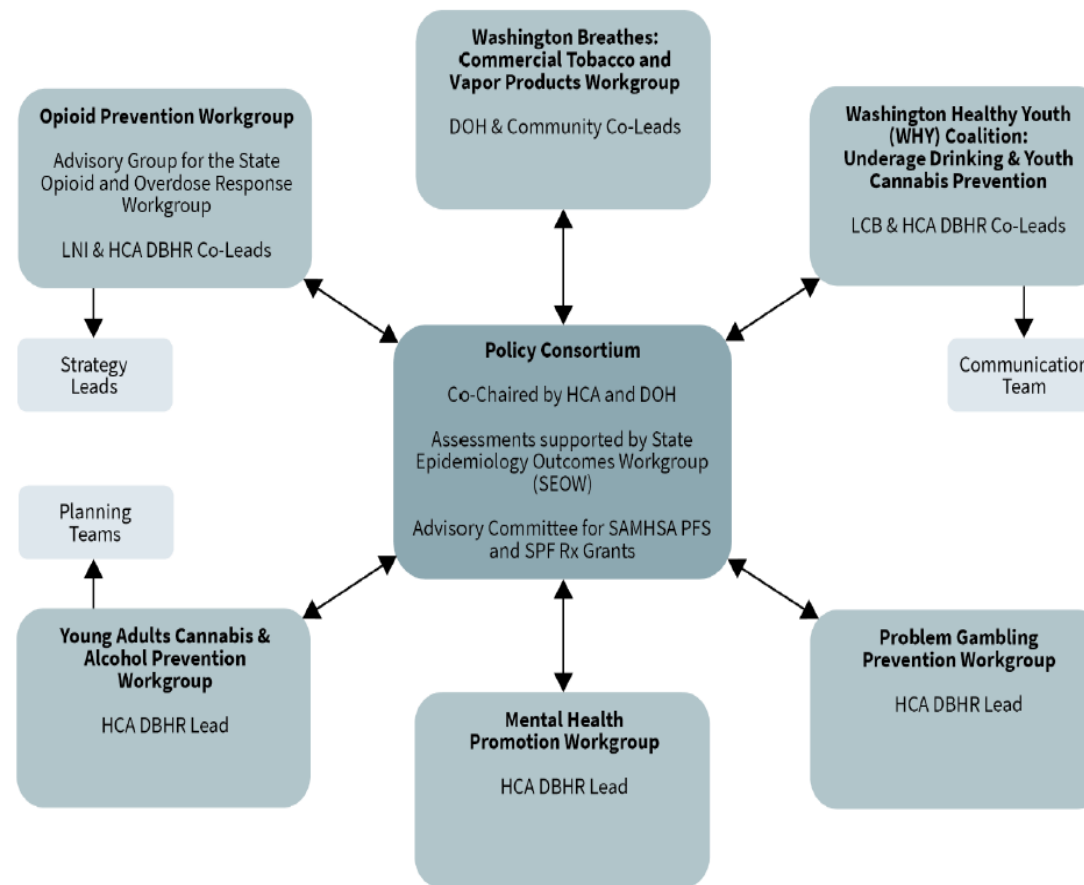 Washington Breathes:
Commercial Tobacco and
Vapor Products Workgroup
DOH & Community Co-Leads
Opioid Prevention Workgroup
Advisory Group for the State
Opioid and Overdose Response
Workgroup
LNI & HCA DBHR Co-Leads
Washington Healthy Youth
(WHY) Coalition:
Underage Drinking & Youth
Cannabis Prevention
LCB & HCA DBHR Co-Leads
Strategy
Leads
Policy Consortium
Co-Chaired by HCA and DOH
Assessments supported by State
Epidemiology Outcomes Workgroup
(SEOW)
Advisory Committee for SAMHSA PFS
and SPF Rx Grants
Communication
Team
Planning
Teams
Young Adults Cannabis &
Alcohol Prevention
Workgroup
HCA DBHR Lead
Mental Health
Promotion Workgroup
HCA DBHR Lead
Problem Gambling
Prevention Workgroup
HCA DBHR Lead